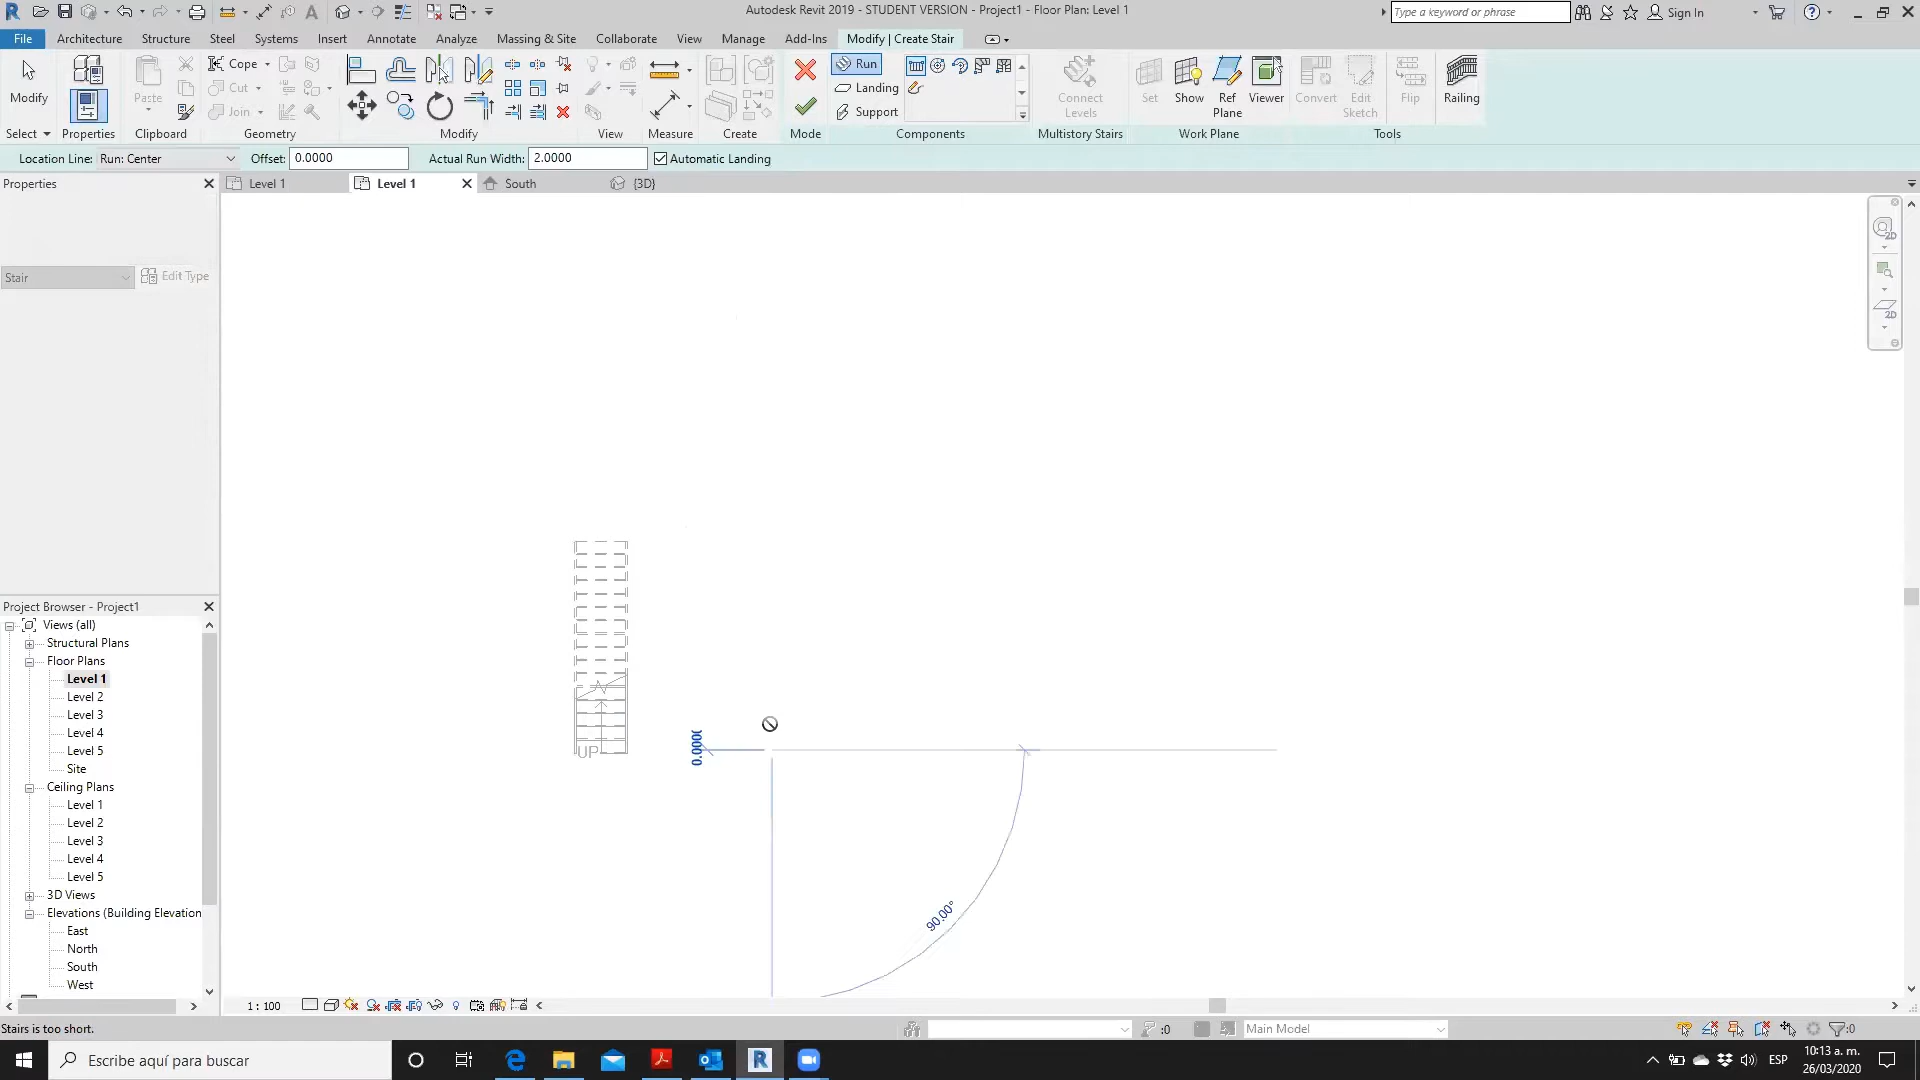 Autodesk Revit 2019 - STUDENT VERSION - Project1 - Floor Plan: Level 1
Type a keyword or phrase
Sign In
File Architecture Structure Steel Systems Insert Annotate Analyze Massing & Site Collaborate View Manage Add-Ins Modify | Create Stair
Modify
Paste
Cope
Cut
Join
Run
Landing
Support
Connect Levels
Set
Show
Ref Plane
Viewer
Convert
Edit Sketch
Flip
Railing
Select Properties Clipboard Geometry Modify View Measure Create Mode Components Multistory Stairs Work Plane Tools
Location Line: Run: Center Offset: 0.0000 Actual Run Width: 2.0000 Automatic Landing
Properties
Level 1
Level 1
South
{3D}
Stair
Edit Type
UP
0.000
90.00°
Project Browser - Project1
Views (all)
Structural Plans
Floor Plans
Level 1
Level 2
Level 3
Level 4
Level 5
Site
Ceiling Plans
Level 1
Level 2
Level 3
Level 4
Level 5
3D Views
Elevations (Building Elevation
East
North
South
West
1 : 100
Stairs is too short.
:0
Main Model
:0
Escribe aquí para buscar
ESP
10:13 a. m.
26/03/2020